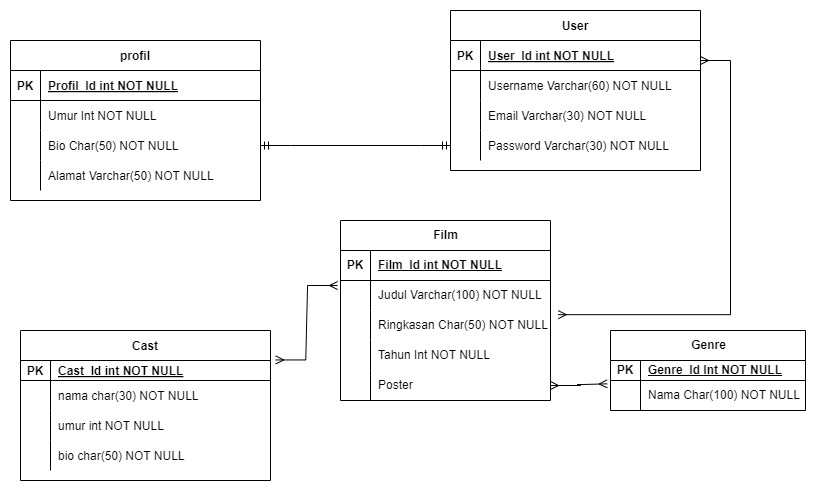 profil
PK Profil_Id int NOT NULL
Umur Int NOT NULL
Bio Char(50) NOT NULL
Alamat Varchar(50) NOT NULL
User
PK User_Id int NOT NULL
Username Varchar(60) NOT NULL
Email Varchar(30) NOT NULL
Password Varchar(30) NOT NULL
Film
PK Film_Id int NOT NULL
Judul Varchar(100) NOT NULL
Ringkasan Char(50) NOT NULL
Tahun Int NOT NULL
Poster
Cast
PK Cast_Id int NOT NULL
nama char(30) NOT NULL
umur int NOT NULL
bio char(50) NOT NULL
Genre
PK Genre_Id Int NOT NULL
Nama Char(100) NOT NULL